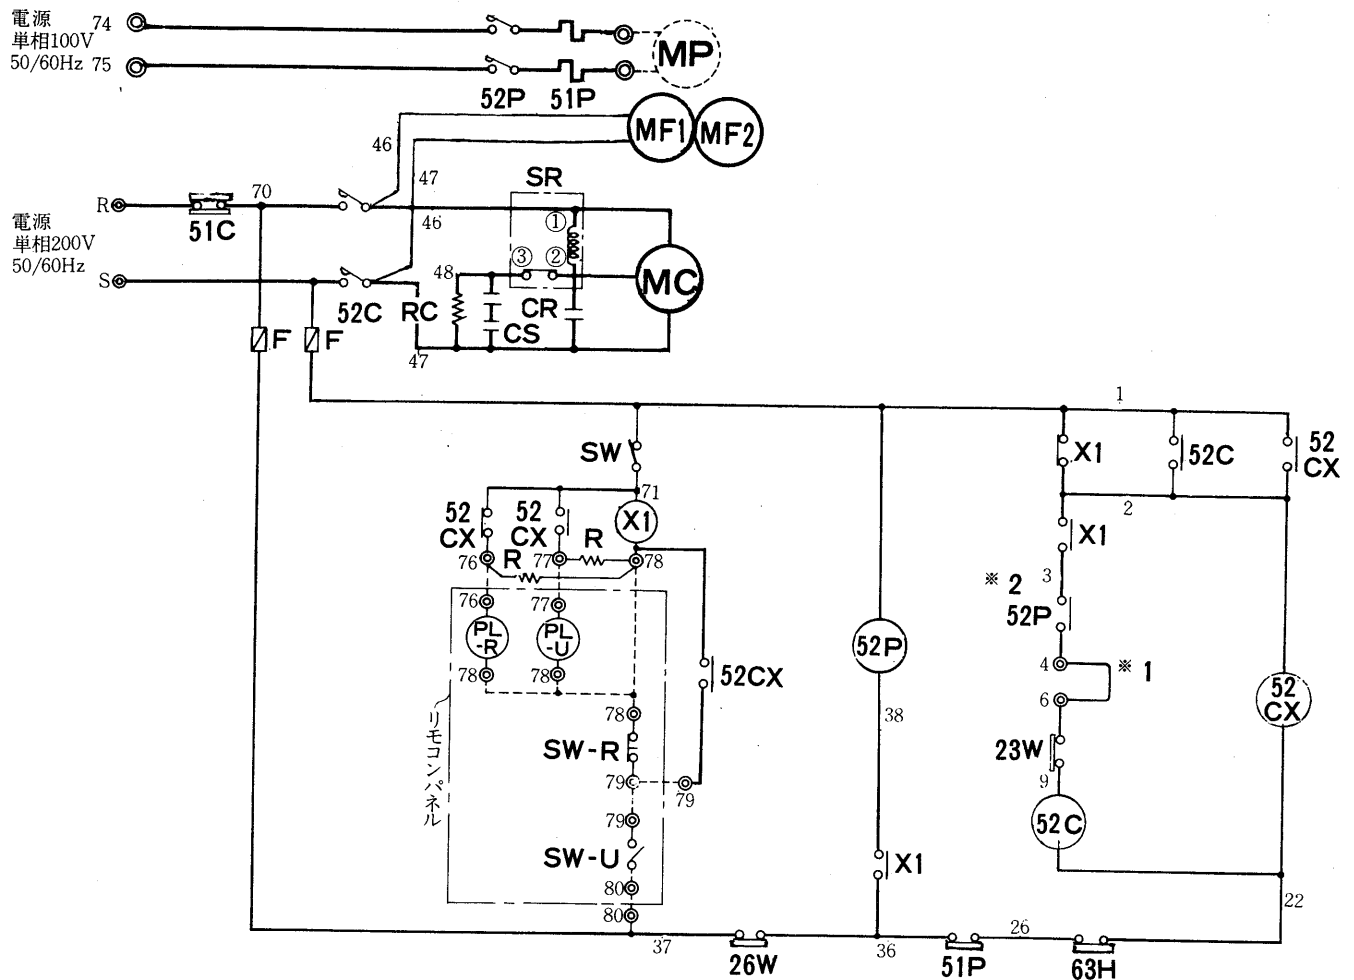 電源
単相100V
50/60Hz
74
75
52P
51P
MP
MF1
MF2
46
47
電源
単相200V
50/60Hz
R
S
51C
70
46
SR
①
②
③
48
MC
52C
RC
CR
CS
47
F
F
1
SW
71
52
CX
52
CX
X1
R
R
76
77
78
76
77
PL
-R
PL
-U
78
78
リモコンパネル
78
SW-R
79
79
79
SW-U
80
80
52CX
52P
38
X1
X1
52C
52
CX
2
X1
3
※2
52P
4
※1
6
23W
9
52C
52
CX
22
37
26W
36
51P
26
63H